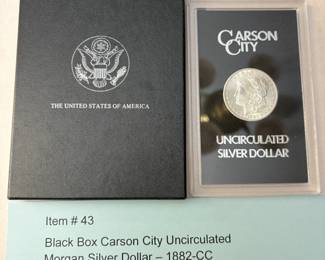 THE UNITED STATES OF AMERICA
CARSON
CITY
UNCIRCULATED
SILVER DOLLAR
Item # 43
Black Box Carson City Uncirculated
Morgan Silver Dollar – 1882-CC